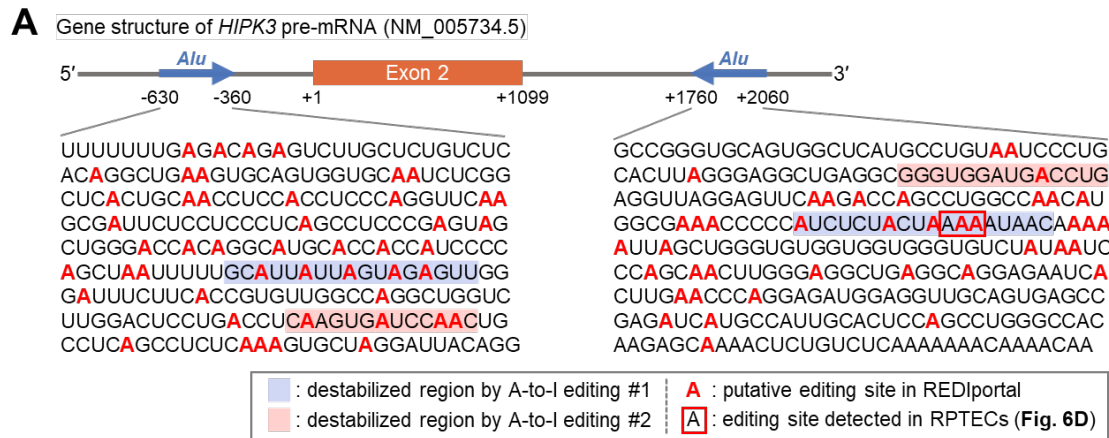 A
Gene structure of HIPK3 pre-mRNA (NM_005734.5)
5′ Alu Exon 2 Alu 3′
-630 -360 +1 +1099 +1760 +2060
UUUUUUUGAGACAGAGUCUUGCUCUGUCUC
ACAGGCUGAAGUGCAGUGGUGCAAUCUCGG
CUCACUGCAACCUCCACCUCCCAGGUUCAA
GCGAUUCUCCUCCCUCAGCCUCCCGAGUAG
CUGGGACCACAGGCAUGCACCACCAUCCCC
AGCUAAUUUUUGCAUUAUUAGUAGAGUUGG
GAUUUCUUCACCGUGUUGGCCAGGCUGGUC
UUGGACUCCUGACCUCAAGUGAUCCAACUG
CCUCAGCCUCUCAAAGUGCUAGGAUUACAGG
GCCGGGUGCAGUGGCUCAUGCCUGUAAUCCCUG
CACUUAGGGAGGCUGAGGCGGGUGGAUGACCUG
AGGUUAGGAGUUCAAGACCAGCCUGGCCAACAU
GGCGAAACCCCCAUCUCUACUAAAAAUAACAAAA
AUUAGCUGGGUGUGGUGGUGGGUGUCUAUAAUC
CCAGCAACUUGGGAGGCUGAGGCAGGAGAAUCA
CUUGAACCCAGGAGAUGGAGGUUGCAGUGAGCC
GAGAUCAUGCCAUUGCACUCCAGCCUGGGCCAC
AAGAGCAAAACUCUGUCUCAAAAAAACAAAACAA
: destabilized region by A-to-I editing #1
: destabilized region by A-to-I editing #2
A : putative editing site in REDIportal
A : editing site detected in RPTECs (Fig. 6D)